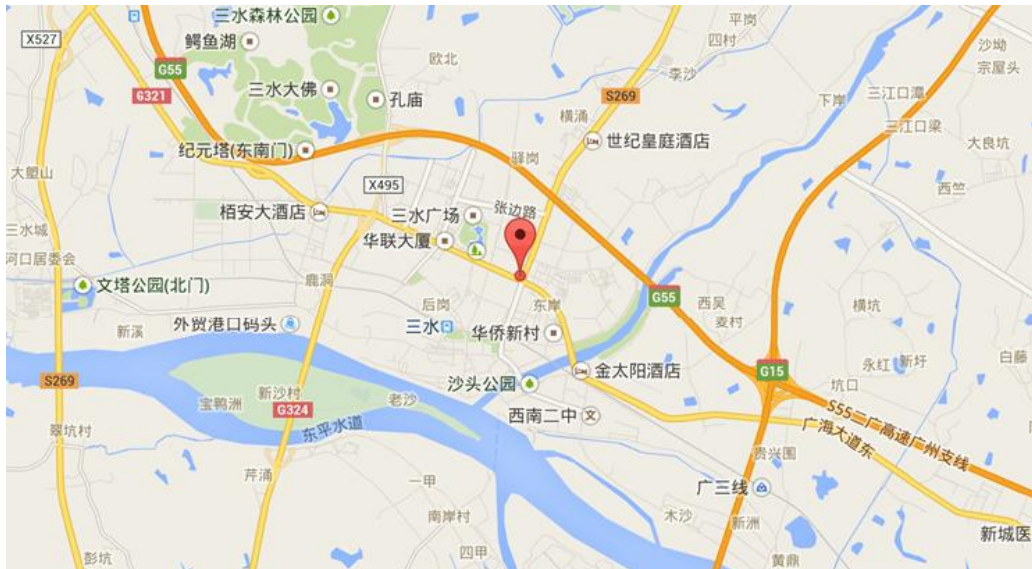 三水森林公园
平岗
四村
X527
鳄鱼湖
欧北
沙坳
宗屋头
G55
李沙
G321
三水大佛
孔庙
S269
下岸
三江口潭
横涌
三江口梁
世纪皇庭酒店
大良坑
纪元塔(东南门)
驿岗
大塱山
X495
西竺
栢安大酒店
三水广场
张边路
三水城
华联大厦
河口居委会
鹿洞
文塔公园(北门)
后岗
东岸
G55
西吴
横坑
麦村
新溪
外贸港口码头
三水
华侨新村
白藤
永红
新圩
S269
金太阳酒店
G15
新沙村
沙头公园
坑口
宝鸭洲
老沙
G324
西南二中
S55二广高速广州支线
翠坑村
东平水道
广海大道东
贵兴围
芹涌
一甲
广三线
南岸村
木沙
新洲
新城医
彭坑
四甲
黄鼎